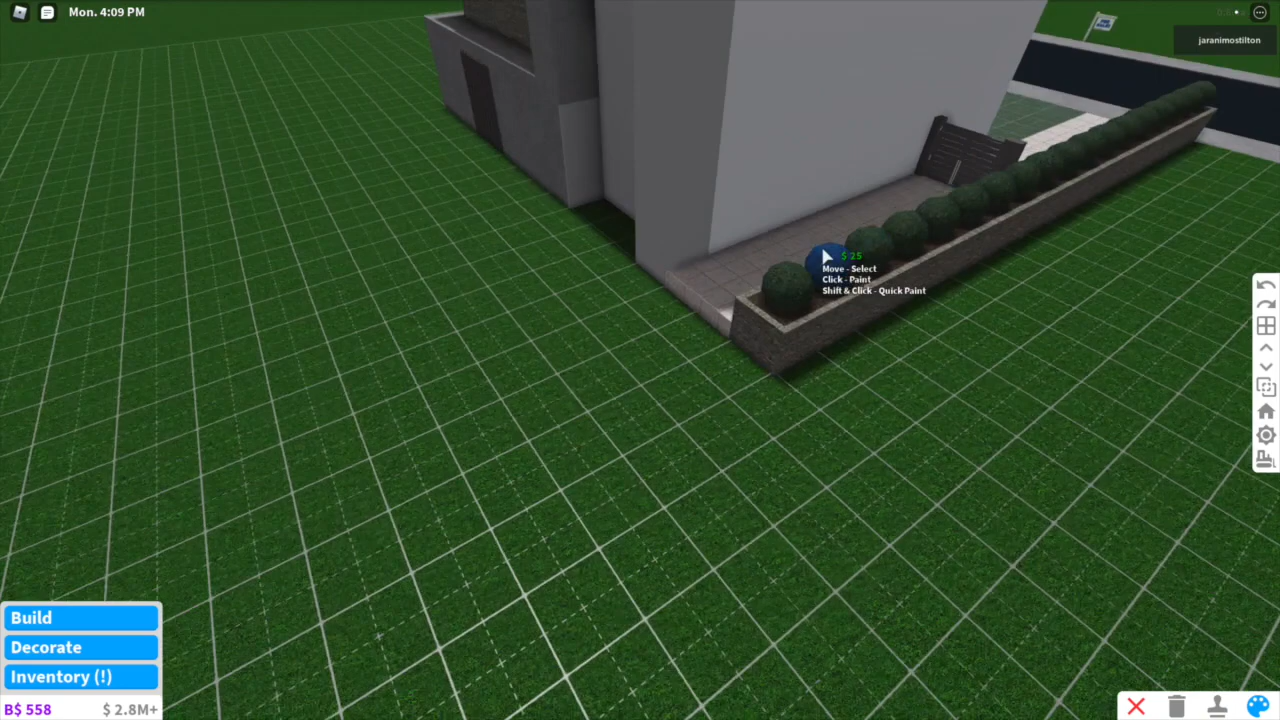 Mon. 4:09 PM
jaranimostilton
$ 25
Move - Select
Click - Paint
Shift & Click - Quick Paint
Build
Decorate
Inventory (!)
B$ 558
$ 2.8M+